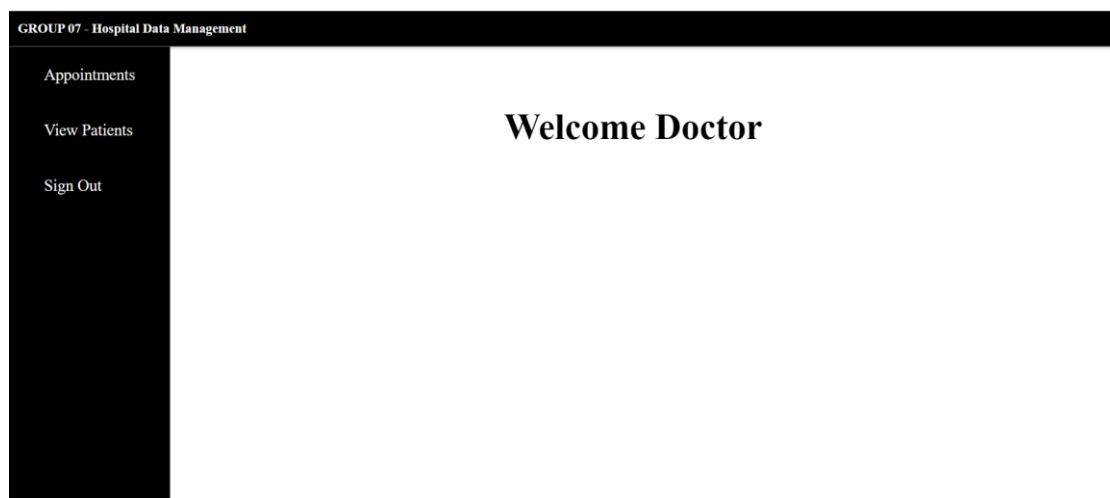 GROUP 07 - Hospital Data Management
Appointments
View Patients
Sign Out
Welcome Doctor